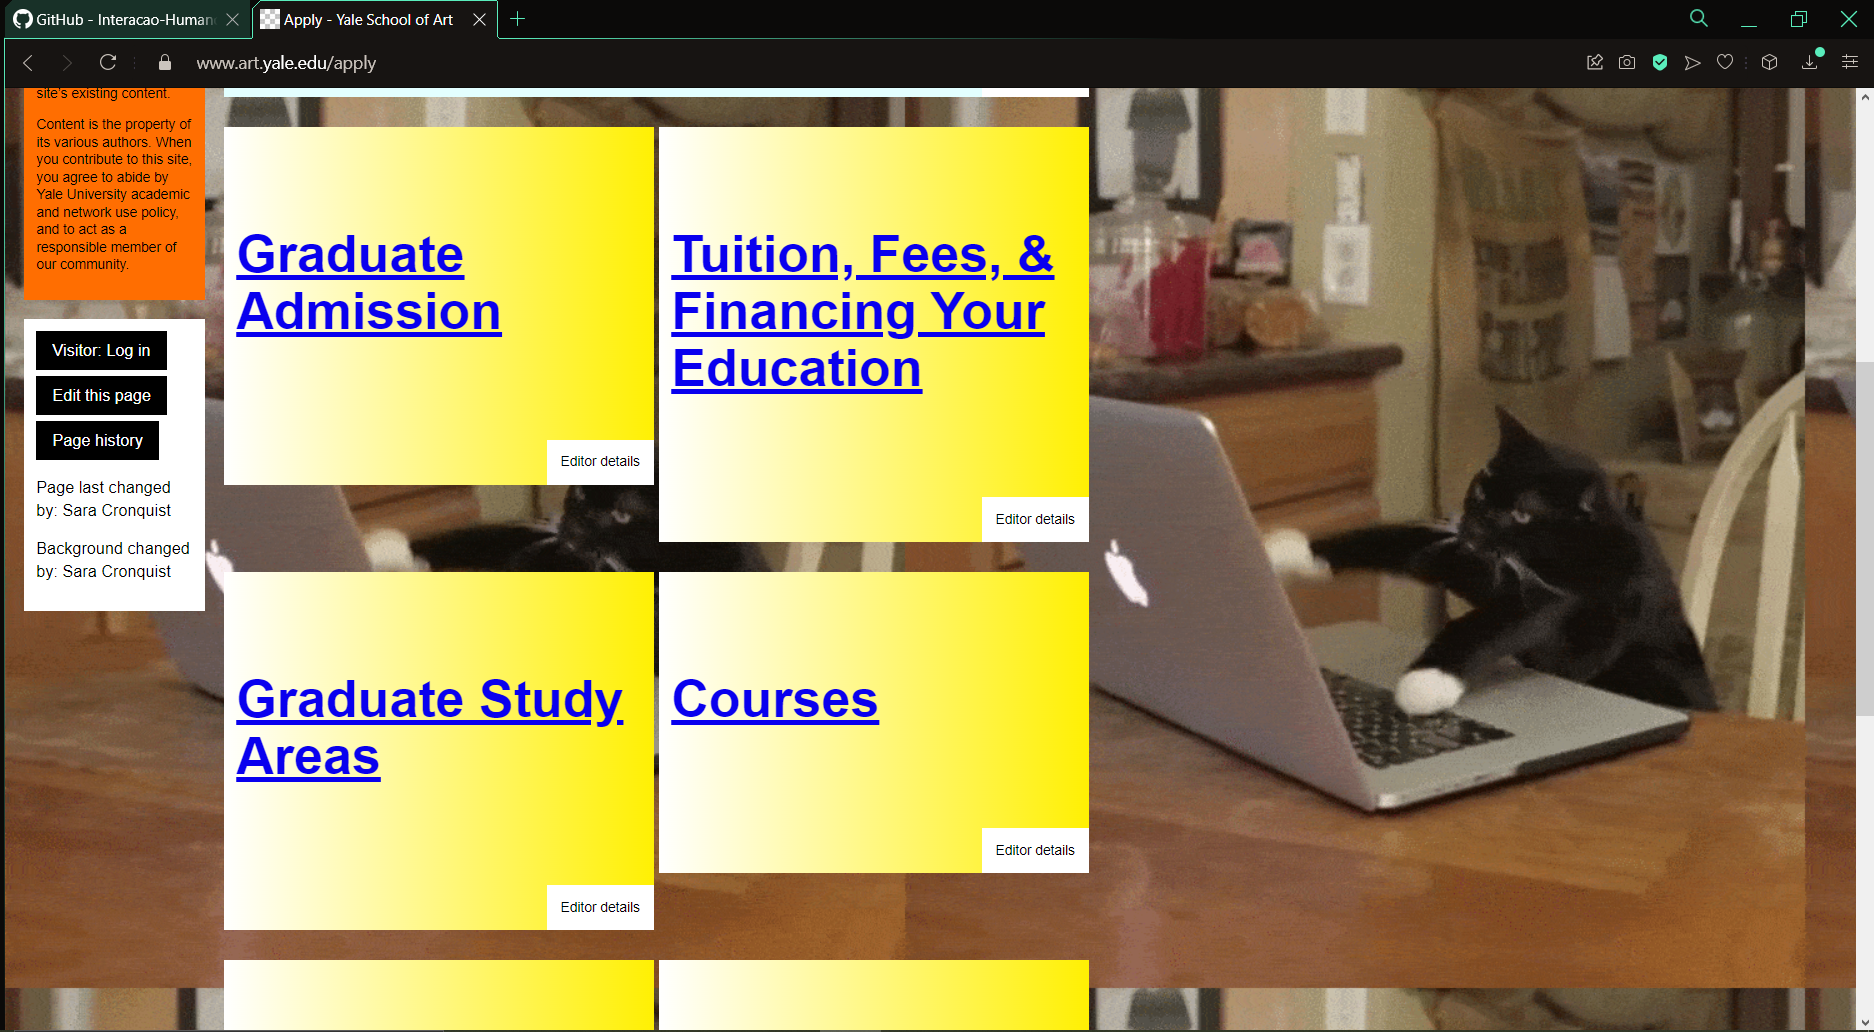 GitHub - Interacao-Human
Apply - Yale School of Art
www.art.yale.edu/apply
site's existing content.
Content is the property of
its various authors. When
you contribute to this site,
you agree to abide by
Yale University academic
and network use policy,
and to act as a
responsible member of
our community.
Visitor: Log in
Edit this page
Page history
Page last changed
by: Sara Cronquist
Background changed
by: Sara Cronquist
Graduate
Admission
Editor details
Tuition, Fees, &
Financing Your
Education
Editor details
Graduate Study
Areas
Editor details
Courses
Editor details